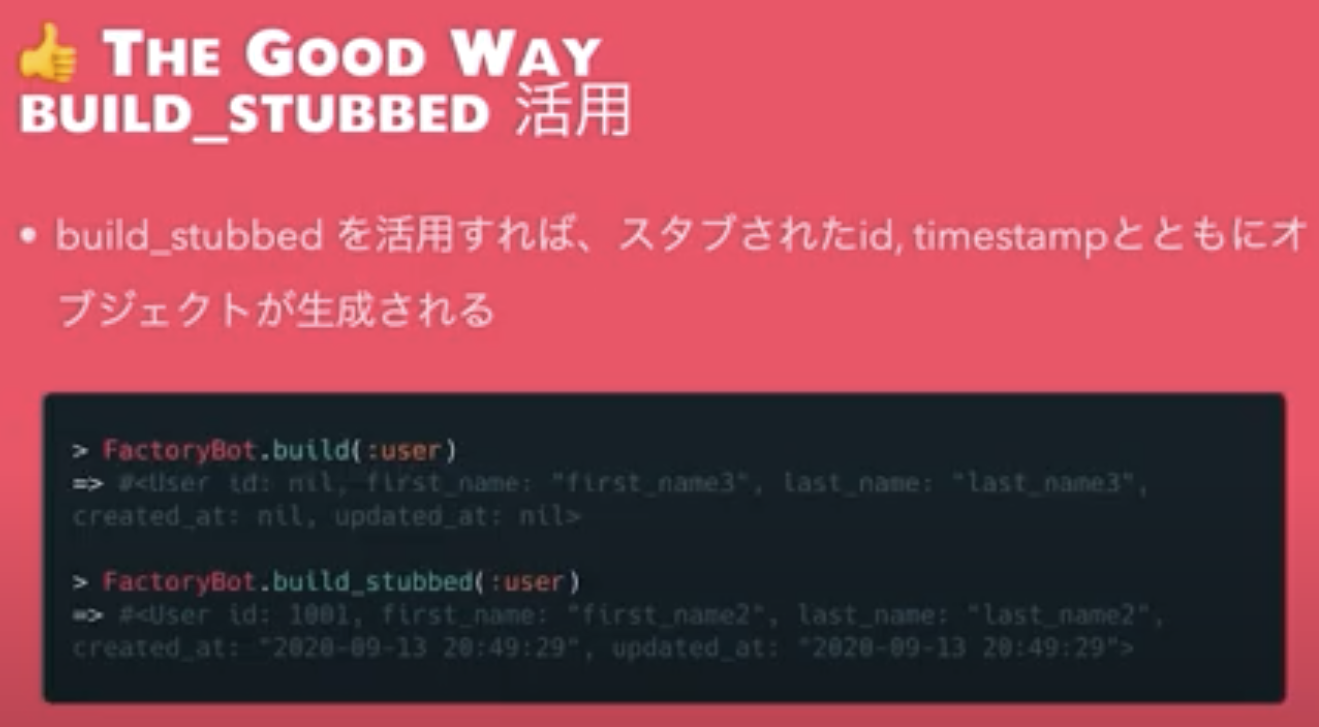 👍 THE GOOD WAY
BUILD_STUBBED 活用
• build_stubbed を活用すれば、スタブされたid, timestampとともにオ
ブジェクトが生成される
> FactoryBot.build(:user)
=> #<User id: nil, first_name: "first_name3", last_name: "last_name3",
created_at: nil, updated_at: nil>
> FactoryBot.build_stubbed(:user)
=> #<User id: 1001, first_name: "first_name2", last_name: "last_name2",
created_at: "2020-09-13 20:49:29", updated_at: "2020-09-13 20:49:29">